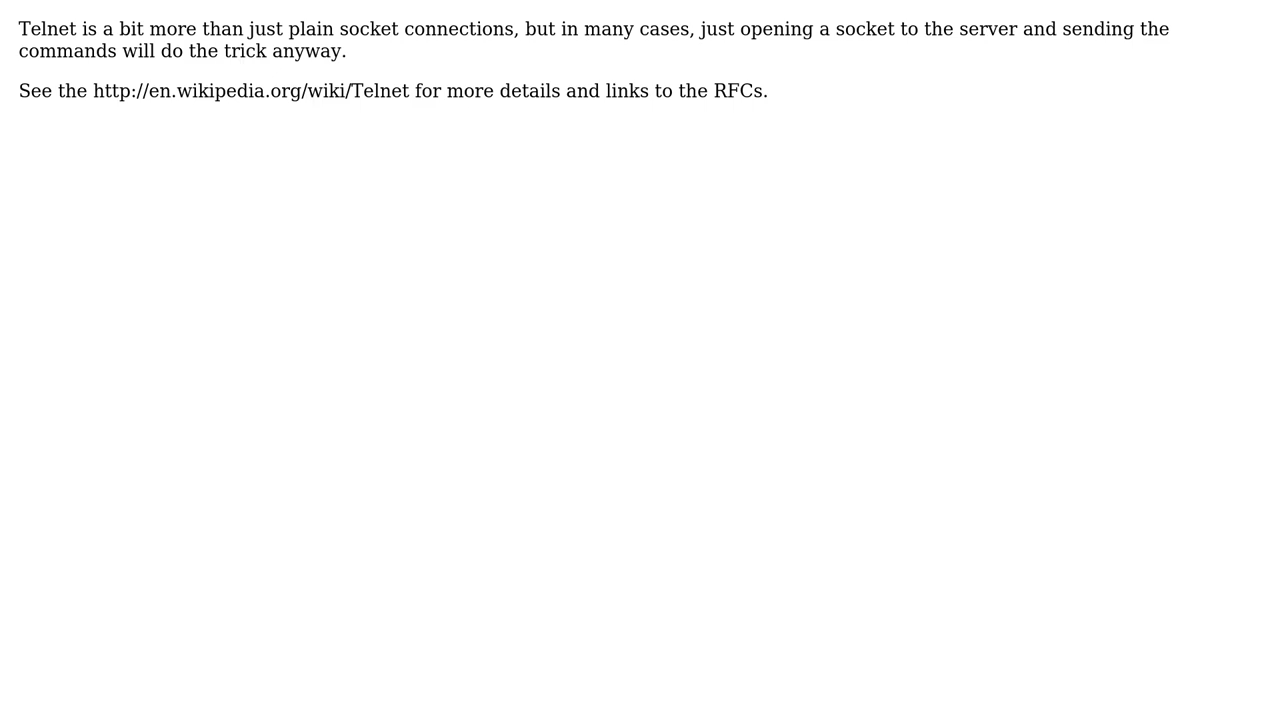 Telnet is a bit more than just plain socket connections, but in many cases, just opening a socket to the server and sending the
commands will do the trick anyway.
See the http://en.wikipedia.org/wiki/Telnet for more details and links to the RFCs.